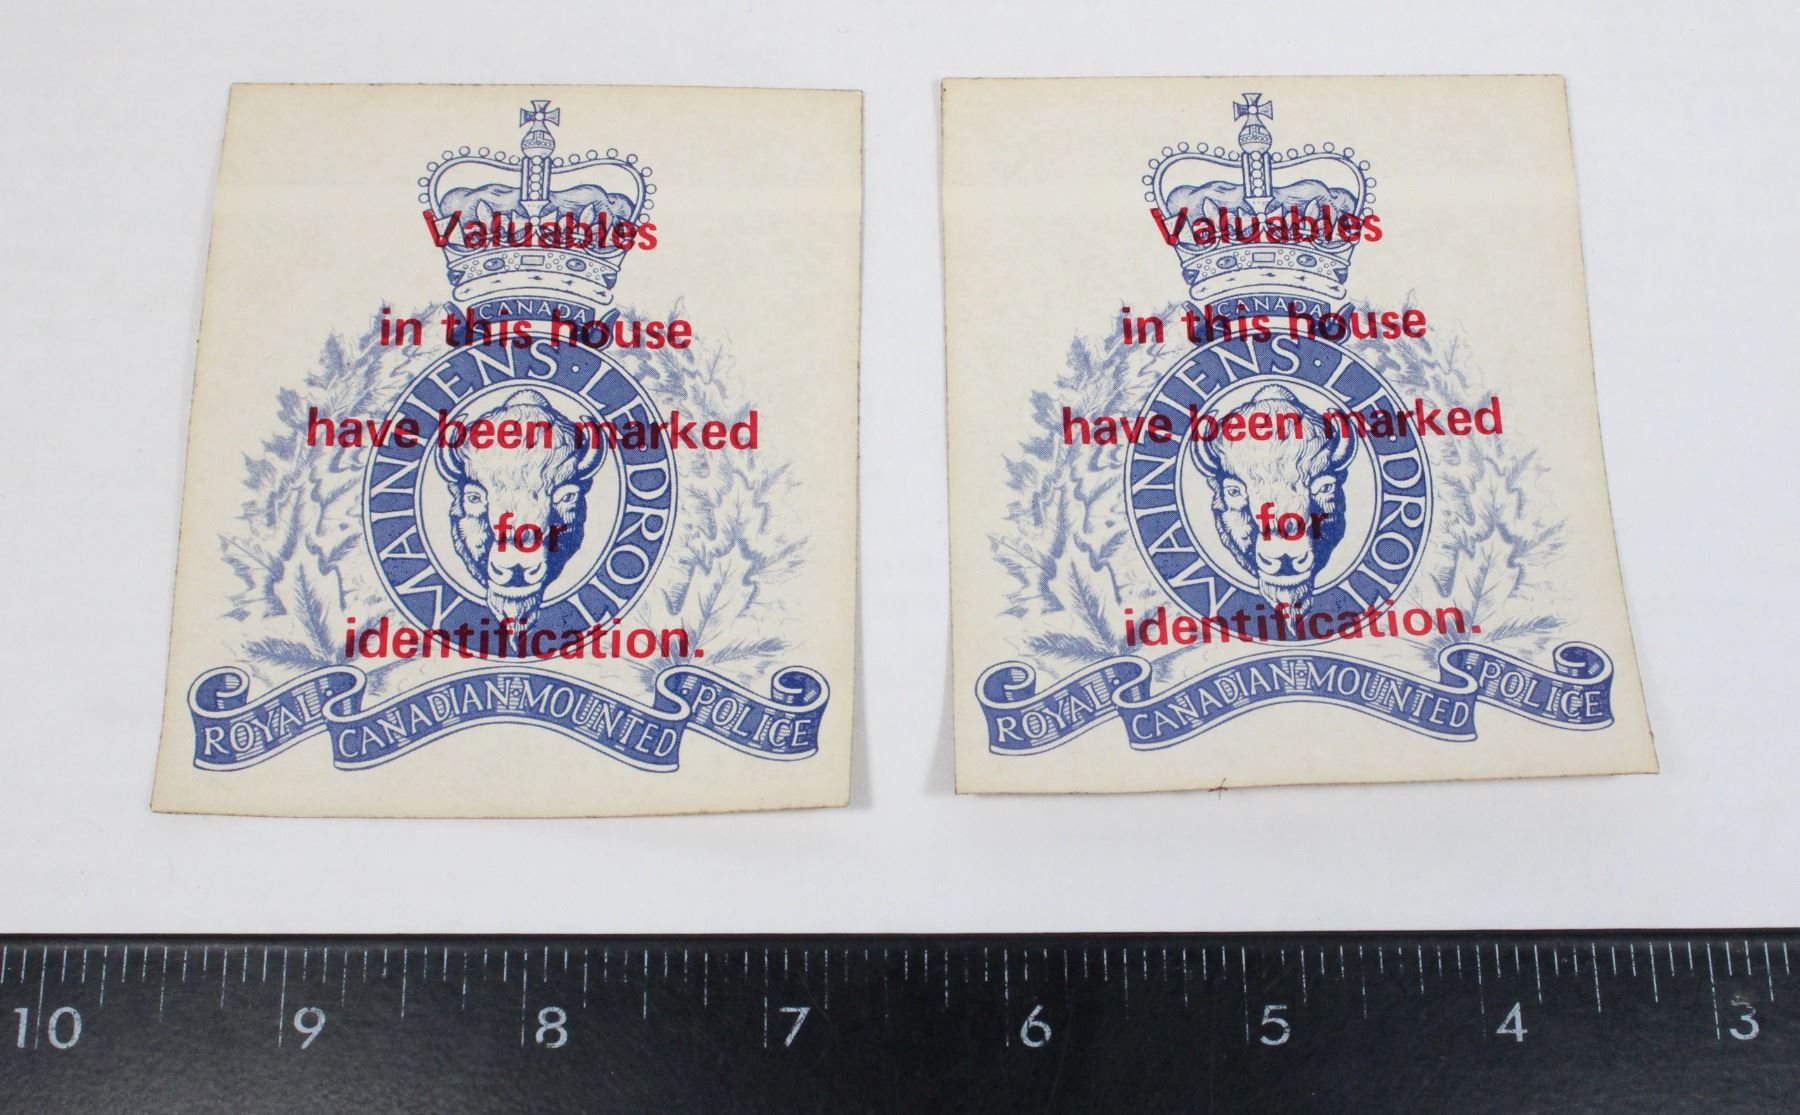 Valuables
in this house
have been marked
for
identification.
CANADA
MAINTIENS · LE · DROIT
ROYAL · CANADIAN · MOUNTED · POLICE
Valuables
in this house
have been marked
for
identification.
CANADA
MAINTIENS · LE · DROIT
ROYAL · CANADIAN · MOUNTED · POLICE
10 9 8 7 6 5 4 3